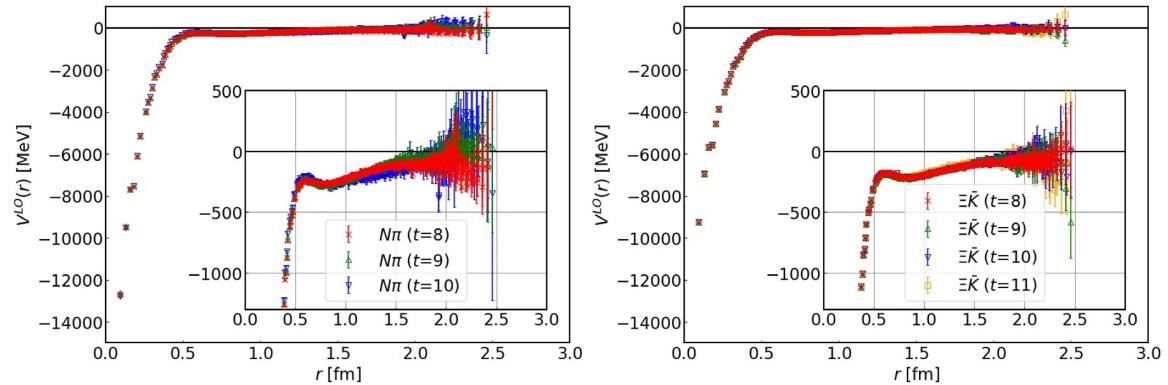 0
−2000
−4000
−6000
−8000
−10000
−12000
−14000
V^{LO}(r) [MeV]
500
0
−500
−1000
Nπ (t=8)
Nπ (t=9)
Nπ (t=10)
0.0 0.5 1.0 1.5 2.0 2.5 3.0
0.0 0.5 1.0 1.5 2.0 2.5 3.0
r [fm]
0
−2000
−4000
−6000
−8000
−10000
−12000
−14000
V^{LO}(r) [MeV]
500
0
−500
−1000
ΞK̄ (t=8)
ΞK̄ (t=9)
ΞK̄ (t=10)
ΞK̄ (t=11)
0.0 0.5 1.0 1.5 2.0 2.5 3.0
0.0 0.5 1.0 1.5 2.0 2.5 3.0
r [fm]